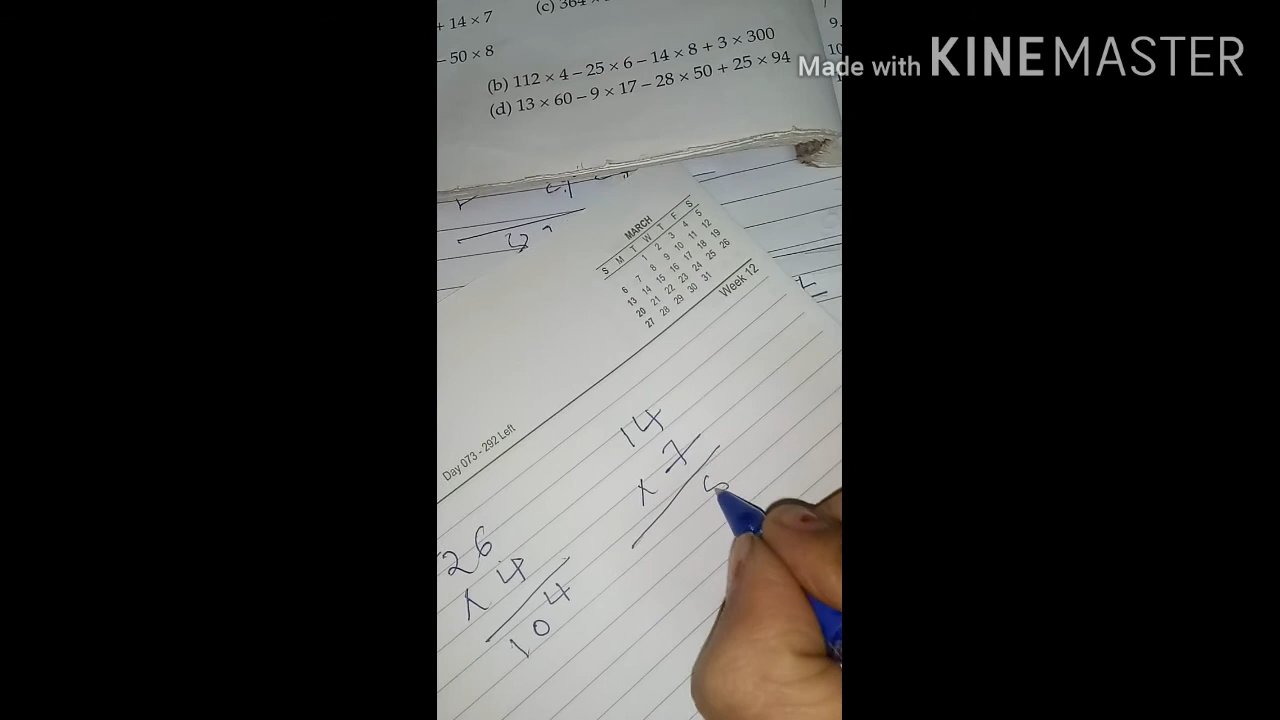 + 14 × 7
(c) 364 ×
– 50 × 8
(b) 112 × 4 – 25 × 6 – 14 × 8 + 3 × 300
(d) 13 × 60 – 9 × 17 – 28 × 50 + 25 × 94
9.
10
Made with KINEMASTER
MARCH
S M T W T F S
1 2 3 4 5
6 7 8 9 10 11 12
13 14 15 16 17 18 19
20 21 22 23 24 25 26
27 28 29 30 31
Week 12
Day 073 - 292 Left
14
× 7
26
× 4
104